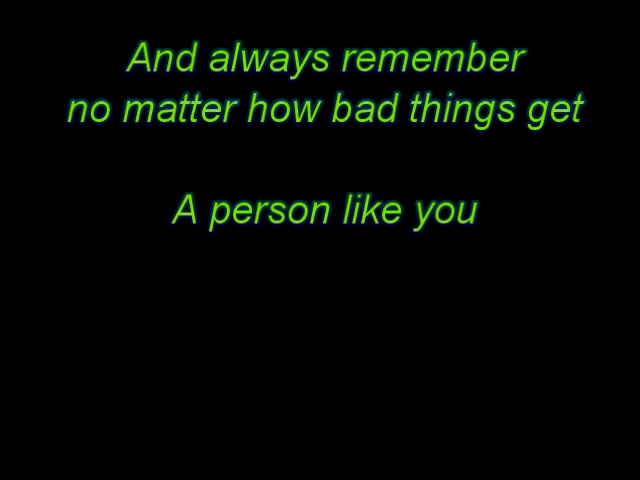 And always remember
no matter how bad things get
A person like you